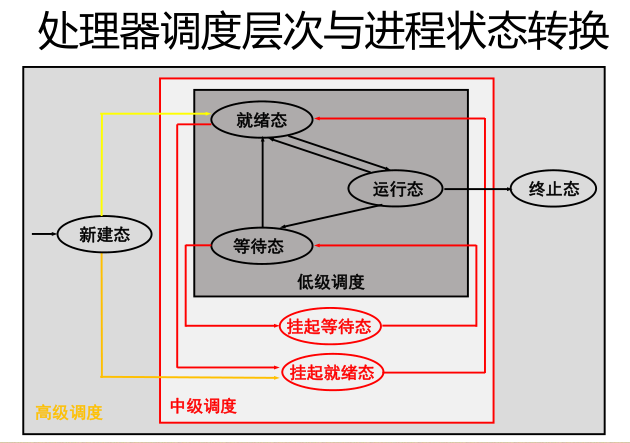 处理器调度层次与进程状态转换
就绪态
运行态
终止态
新建态
等待态
低级调度
挂起等待态
挂起就绪态
中级调度
高级调度